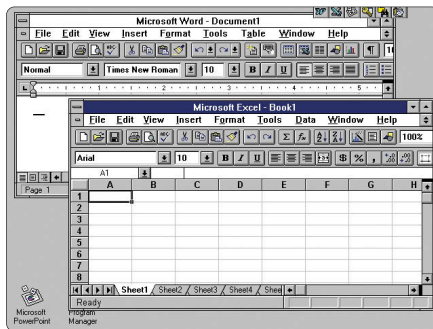 Microsoft Word - Document1
File Edit View Insert Format Tools Table Window Help
Normal Times New Roman 10 B I U
1 2 3 4 5
Page 1
Microsoft Excel - Book1
File Edit View Insert Format Tools Data Window Help
100%
Arial 10 B I U $ % ,
A1
A B C D E F G H
1
2
3
4
5
6
7
8
Sheet1 Sheet2 Sheet3 Sheet4 Shee
Ready
Microsoft PowerPoint
Program Manager